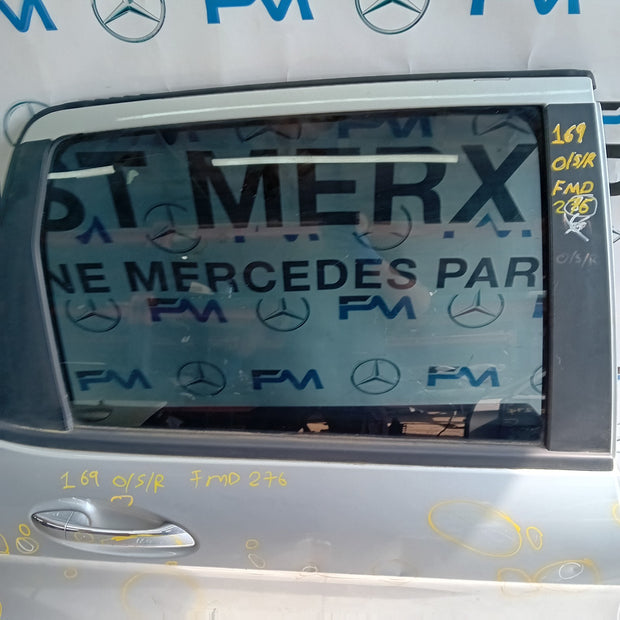 FM FM
ST MERX
NE MERCEDES PAR
FM FM
FM FM FM
169
O/S/R
FMD
276
O/S/R
169 O/S/R FMD 276